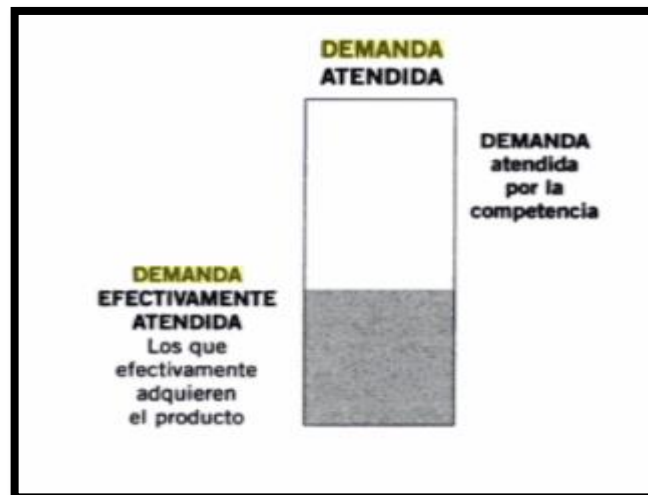 DEMANDA
ATENDIDA
DEMANDA
atendida
por la
competencia
DEMANDA
EFECTIVAMENTE
ATENDIDA
Los que
efectivamente
adquieren
el producto